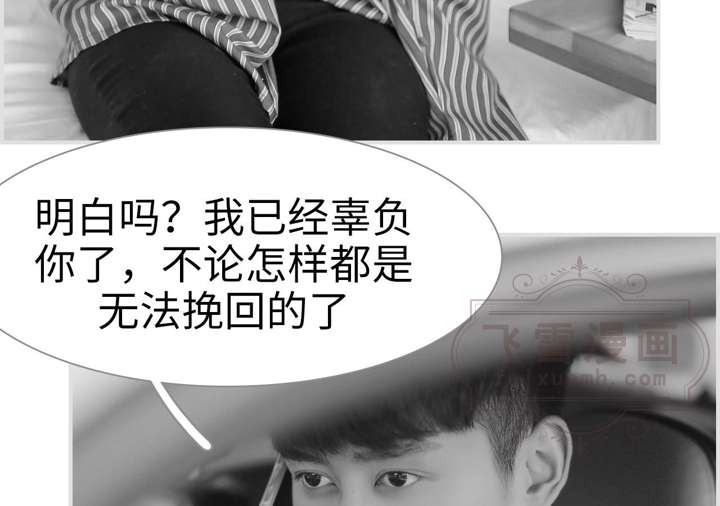 明白吗？我已经辜负
你了，不论怎样都是
无法挽回的了
飞雪漫画